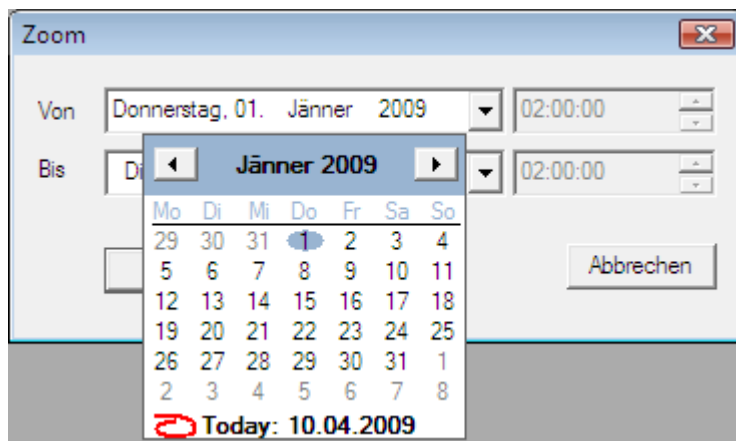 Zoom
Von Donnerstag, 01. Jänner 2009 02:00:00
Bis Di 02:00:00
Jänner 2009
Mo Di Mi Do Fr Sa So
29 30 31 1 2 3 4
5 6 7 8 9 10 11
12 13 14 15 16 17 18
19 20 21 22 23 24 25
26 27 28 29 30 31 1
2 3 4 5 6 7 8
Today: 10.04.2009
Abbrechen